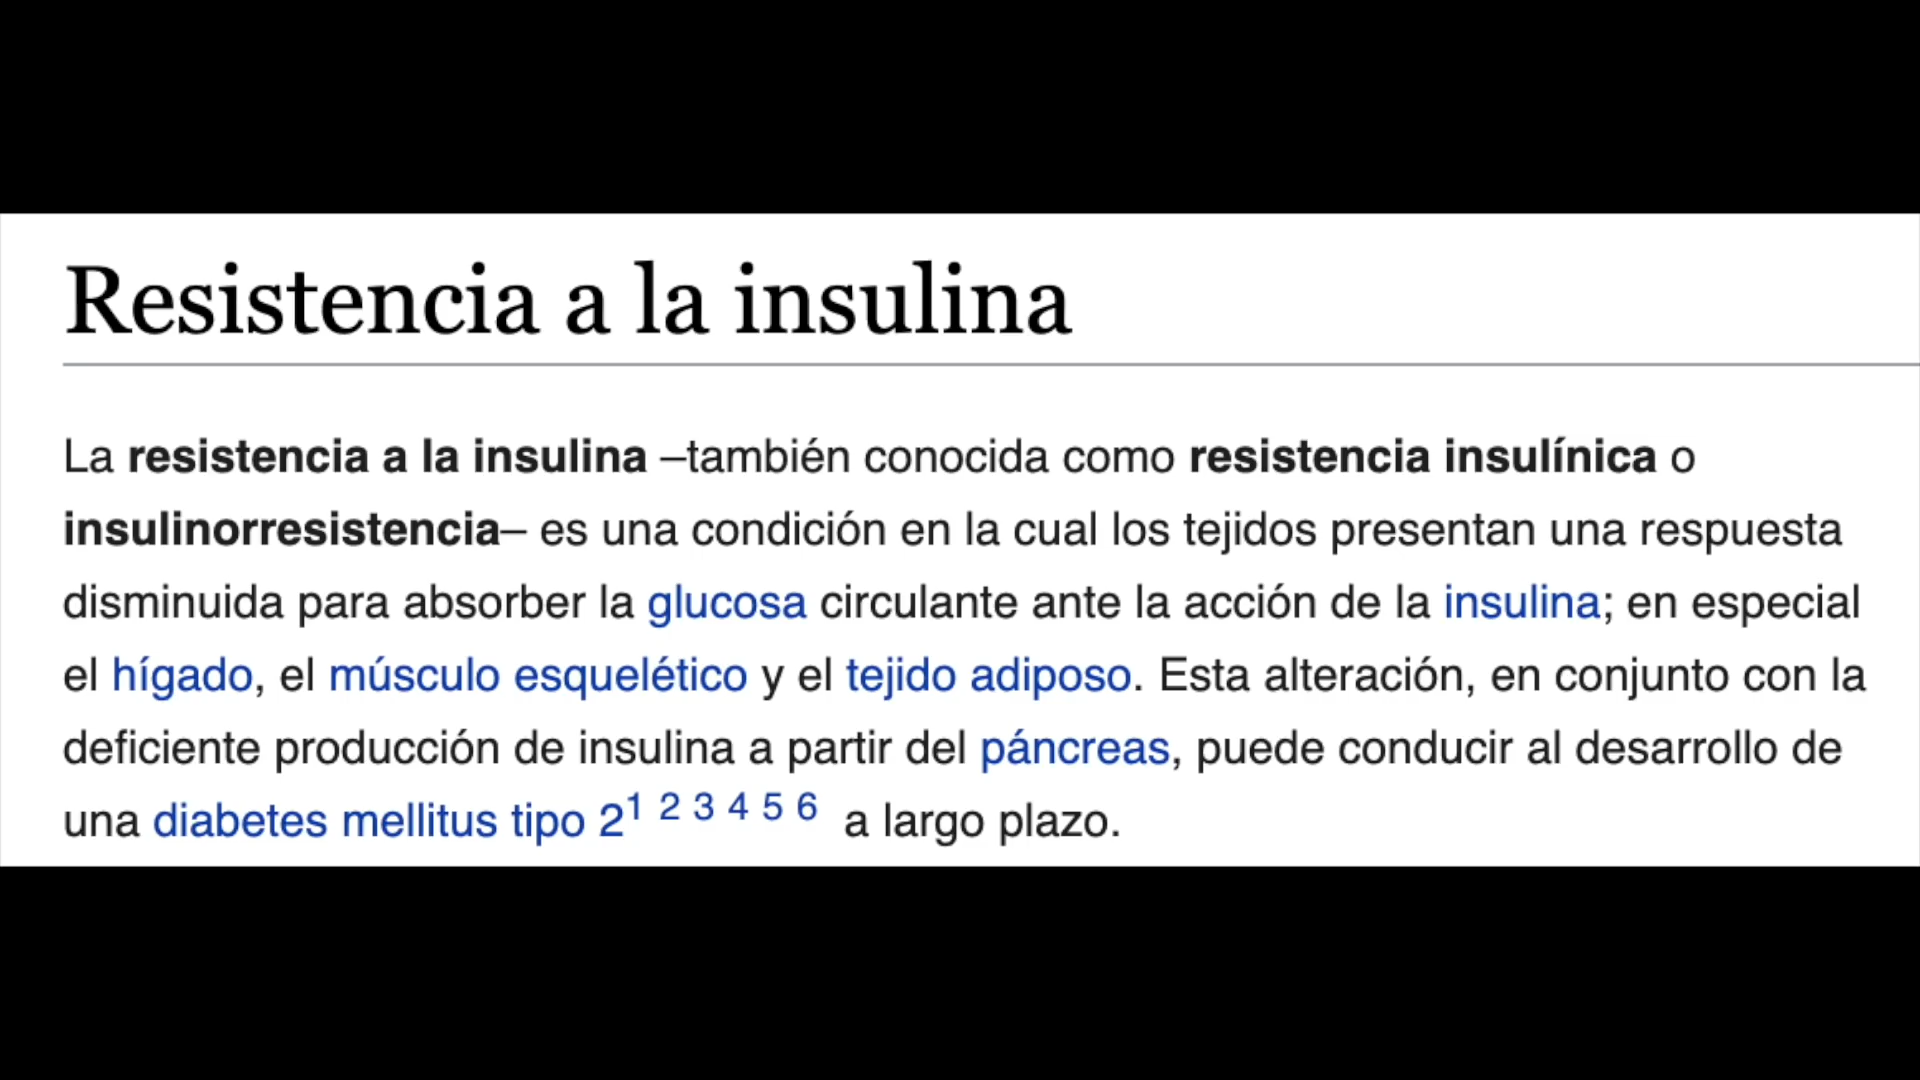 Resistencia a la insulina
La resistencia a la insulina –también conocida como resistencia insulínica o
insulinorresistencia– es una condición en la cual los tejidos presentan una respuesta
disminuida para absorber la glucosa circulante ante la acción de la insulina; en especial
el hígado, el músculo esquelético y el tejido adiposo. Esta alteración, en conjunto con la
deficiente producción de insulina a partir del páncreas, puede conducir al desarrollo de
una diabetes mellitus tipo 2¹ ² ³ ⁴ ⁵ ⁶ a largo plazo.